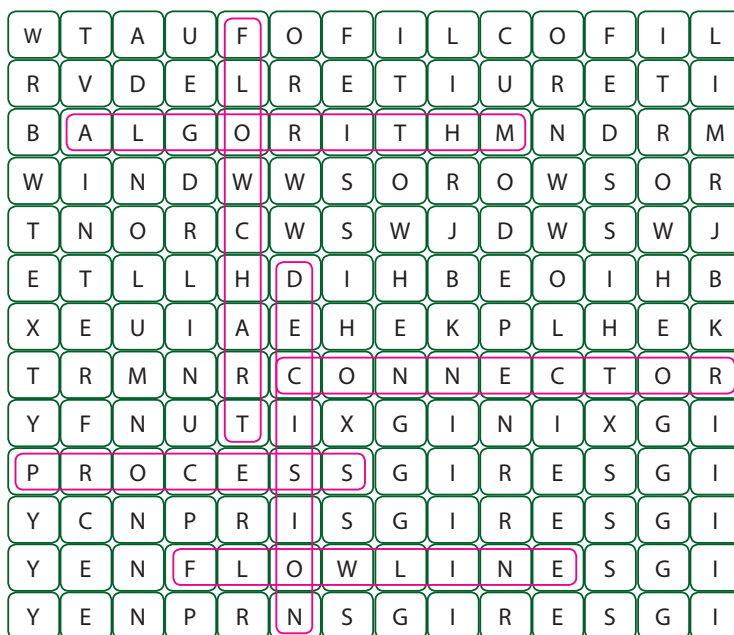 W T A U F O F I L C O F I L
R V D E L R E T I U R E T I
B A L G O R I T H M N D R M
W I N D W W S O R O W S O R
T N O R C W S W J D W S W J
E T L L H D I H B E O I H B
X E U I A E H E K P L H E K
T R M N R C O N N E C T O R
Y F N U T I X G I N I X G I
P R O C E S S G I R E S G I
Y C N P R I S G I R E S G I
Y E N F L O W L I N E S G I
Y E N P R N S G I R E S G I